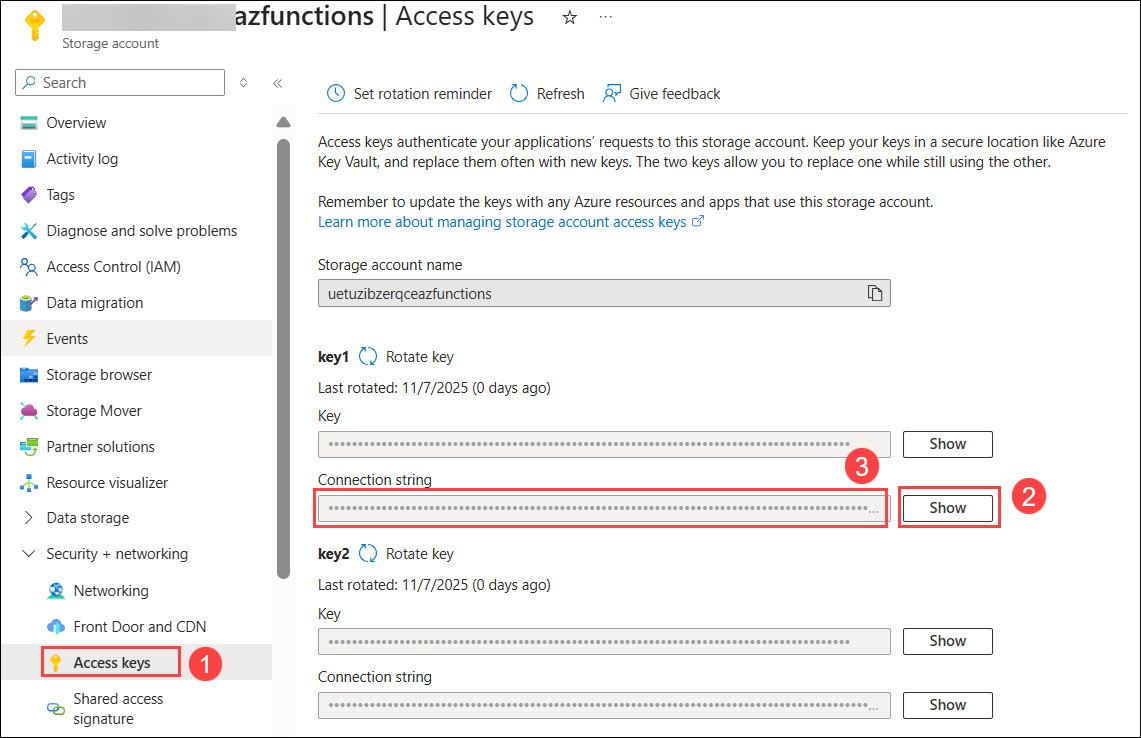 azfunctions | Access keys
Storage account
Search
Overview
Activity log
Tags
Diagnose and solve problems
Access Control (IAM)
Data migration
Events
Storage browser
Storage Mover
Partner solutions
Resource visualizer
Data storage
Security + networking
Networking
Front Door and CDN
Access keys
1
Shared access
signature
Set rotation reminder
Refresh
Give feedback
Access keys authenticate your applications’ requests to this storage account. Keep your keys in a secure location like Azure
Key Vault, and replace them often with new keys. The two keys allow you to replace one while still using the other.
Remember to update the keys with any Azure resources and apps that use this storage account.
Learn more about managing storage account access keys
Storage account name
uetuzibzerqceazfunctions
key1 Rotate key
Last rotated: 11/7/2025 (0 days ago)
Key
Show
Connection string
3
Show
2
key2 Rotate key
Last rotated: 11/7/2025 (0 days ago)
Key
Show
Connection string
Show